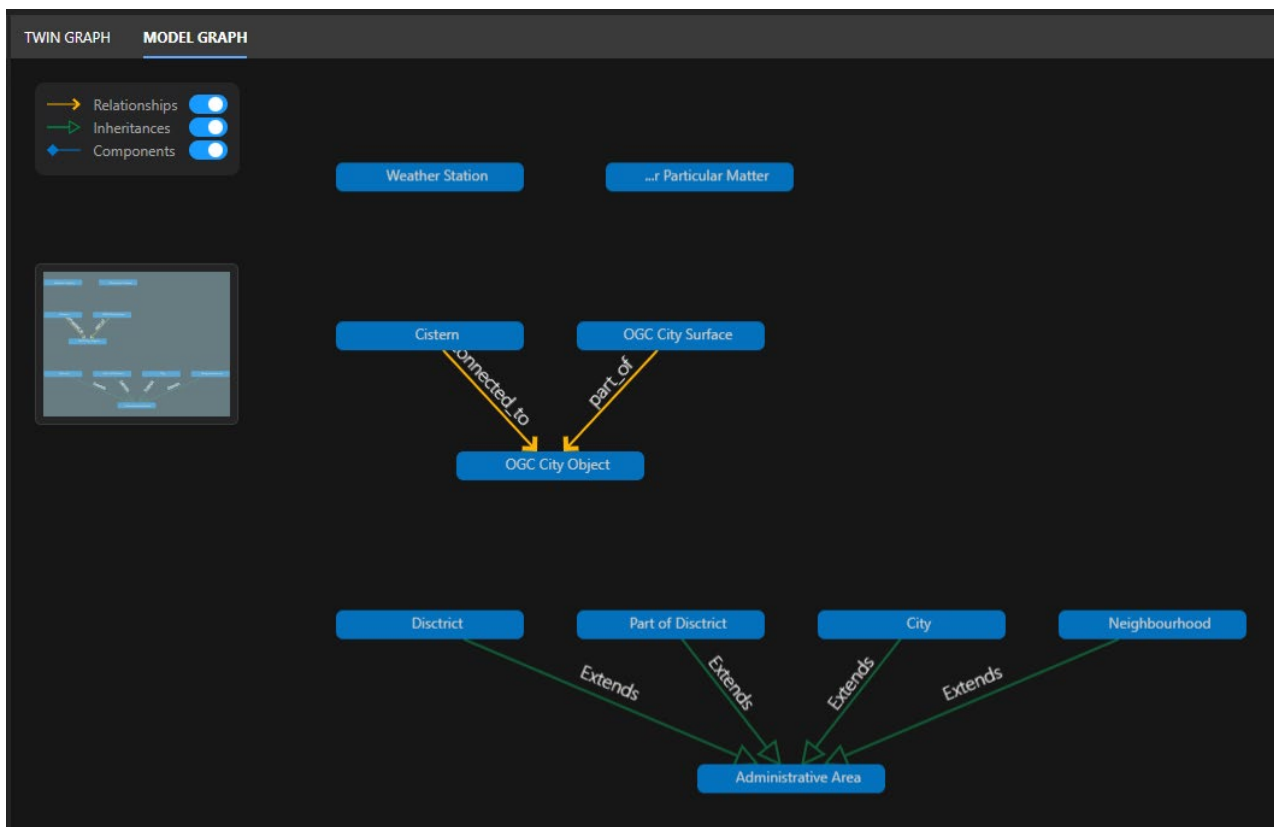 TWIN GRAPH MODEL GRAPH
Relationships
Inheritances
Components
Weather Station ...r Particular Matter
Cistern OGC City Surface
connected_to part_of
OGC City Object
Disctrict Part of Disctrict City Neighbourhood
Extends Extends Extends Extends
Administrative Area